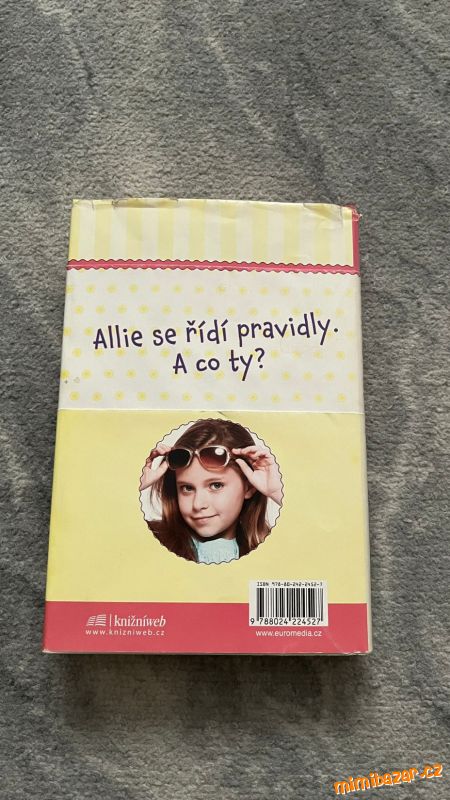 Allie se řídí pravidly.
A co ty?
ISBN 978-80-242-2452-7
9 788024 224527
knižníweb
www.knizniweb.cz
www.euromedia.cz
mimibazar.cz